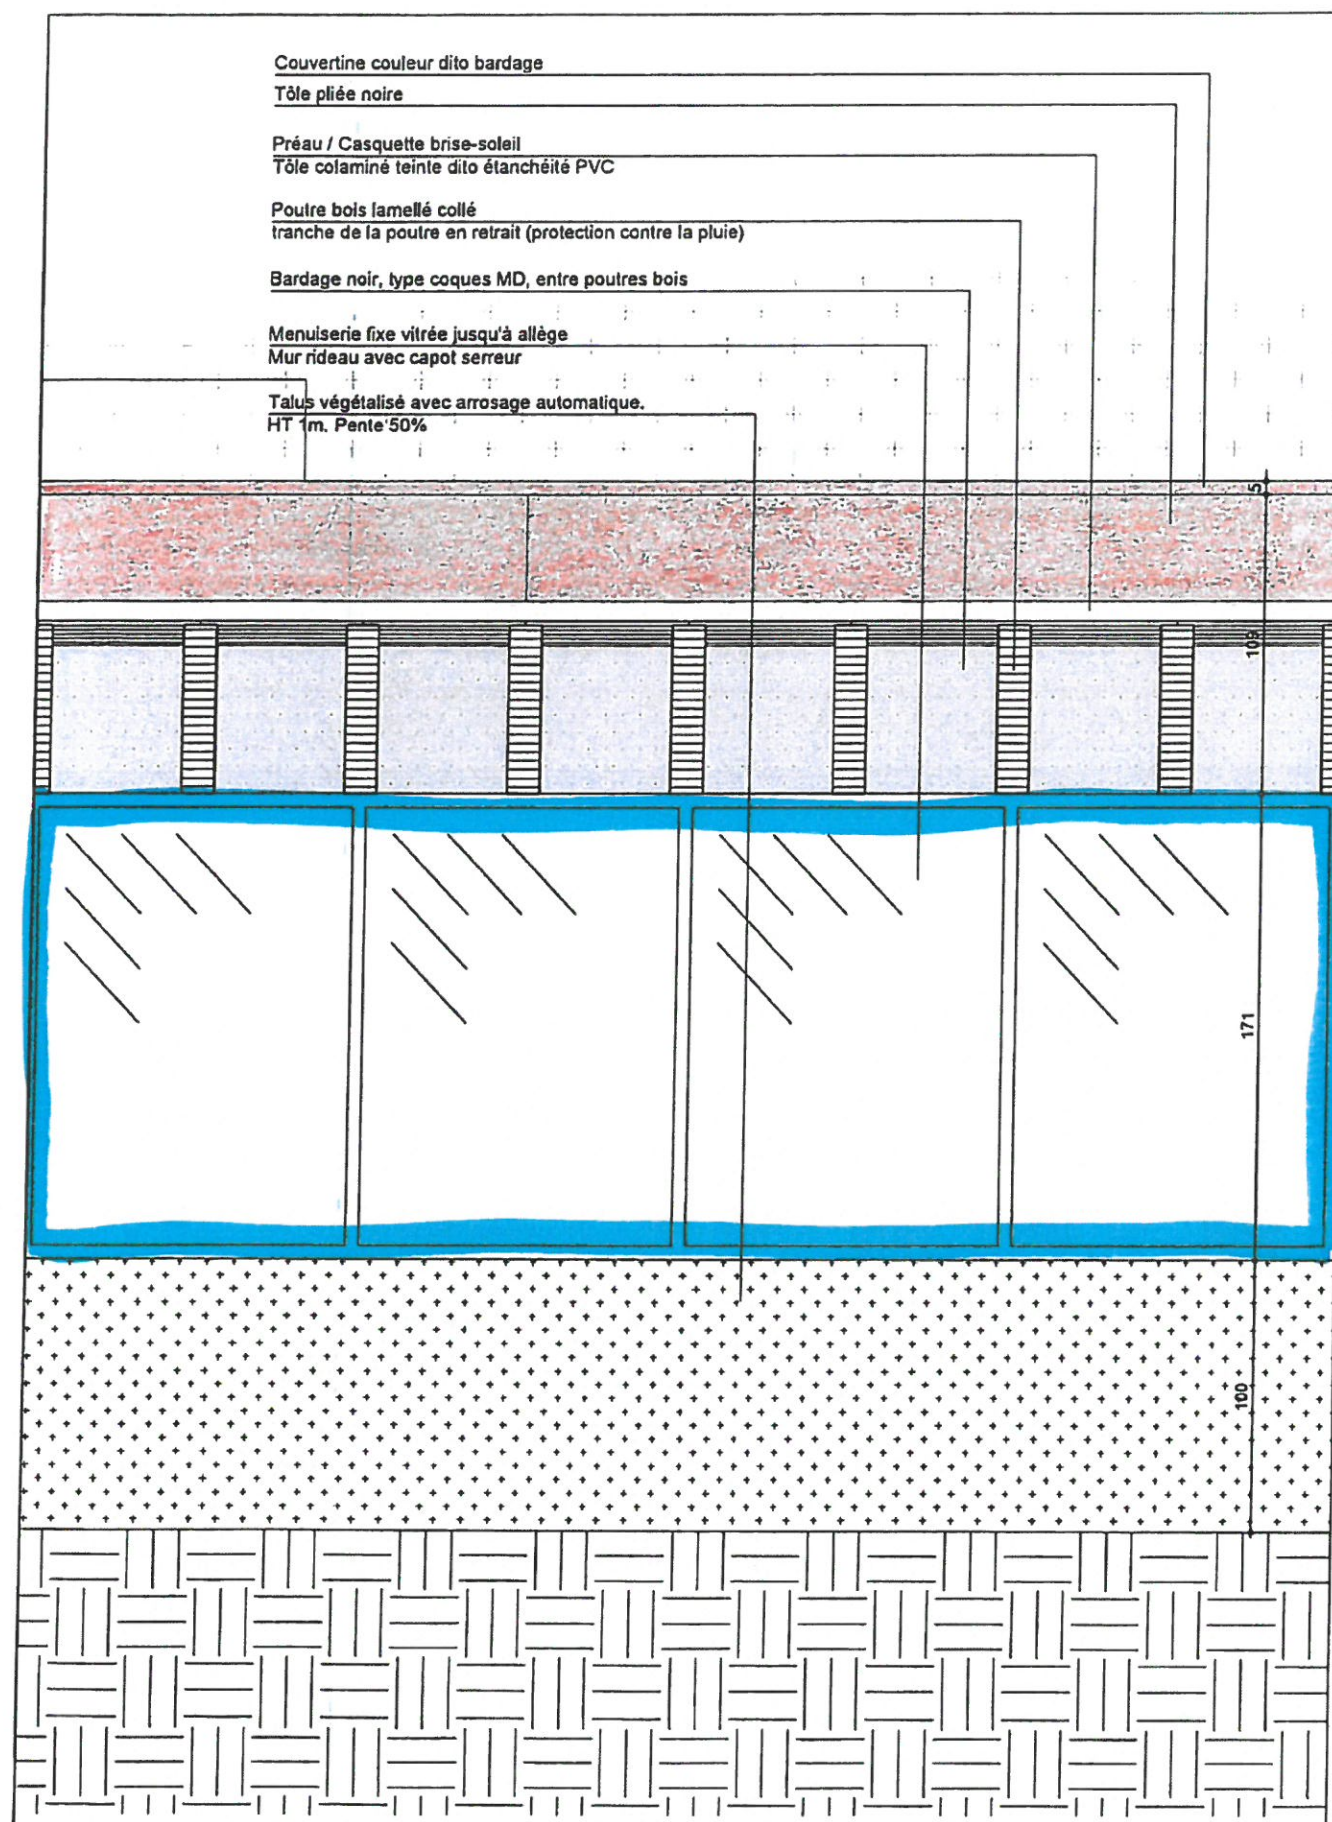 Couvertine couleur dito bardage
Tôle pliée noire
Préau / Casquette brise-soleil
Tôle colaminé teinte dito étanchéité PVC
Poutre bois lamellé collé
tranche de la poutre en retrait (protection contre la pluie)
Bardage noir, type coques MD, entre poutres bois
Menuiserie fixe vitrée jusqu'à allège
Mur rideau avec capot serreur
Talus végétalisé avec arrosage automatique.
HT 1m. Pente 50%
5
109
171
100